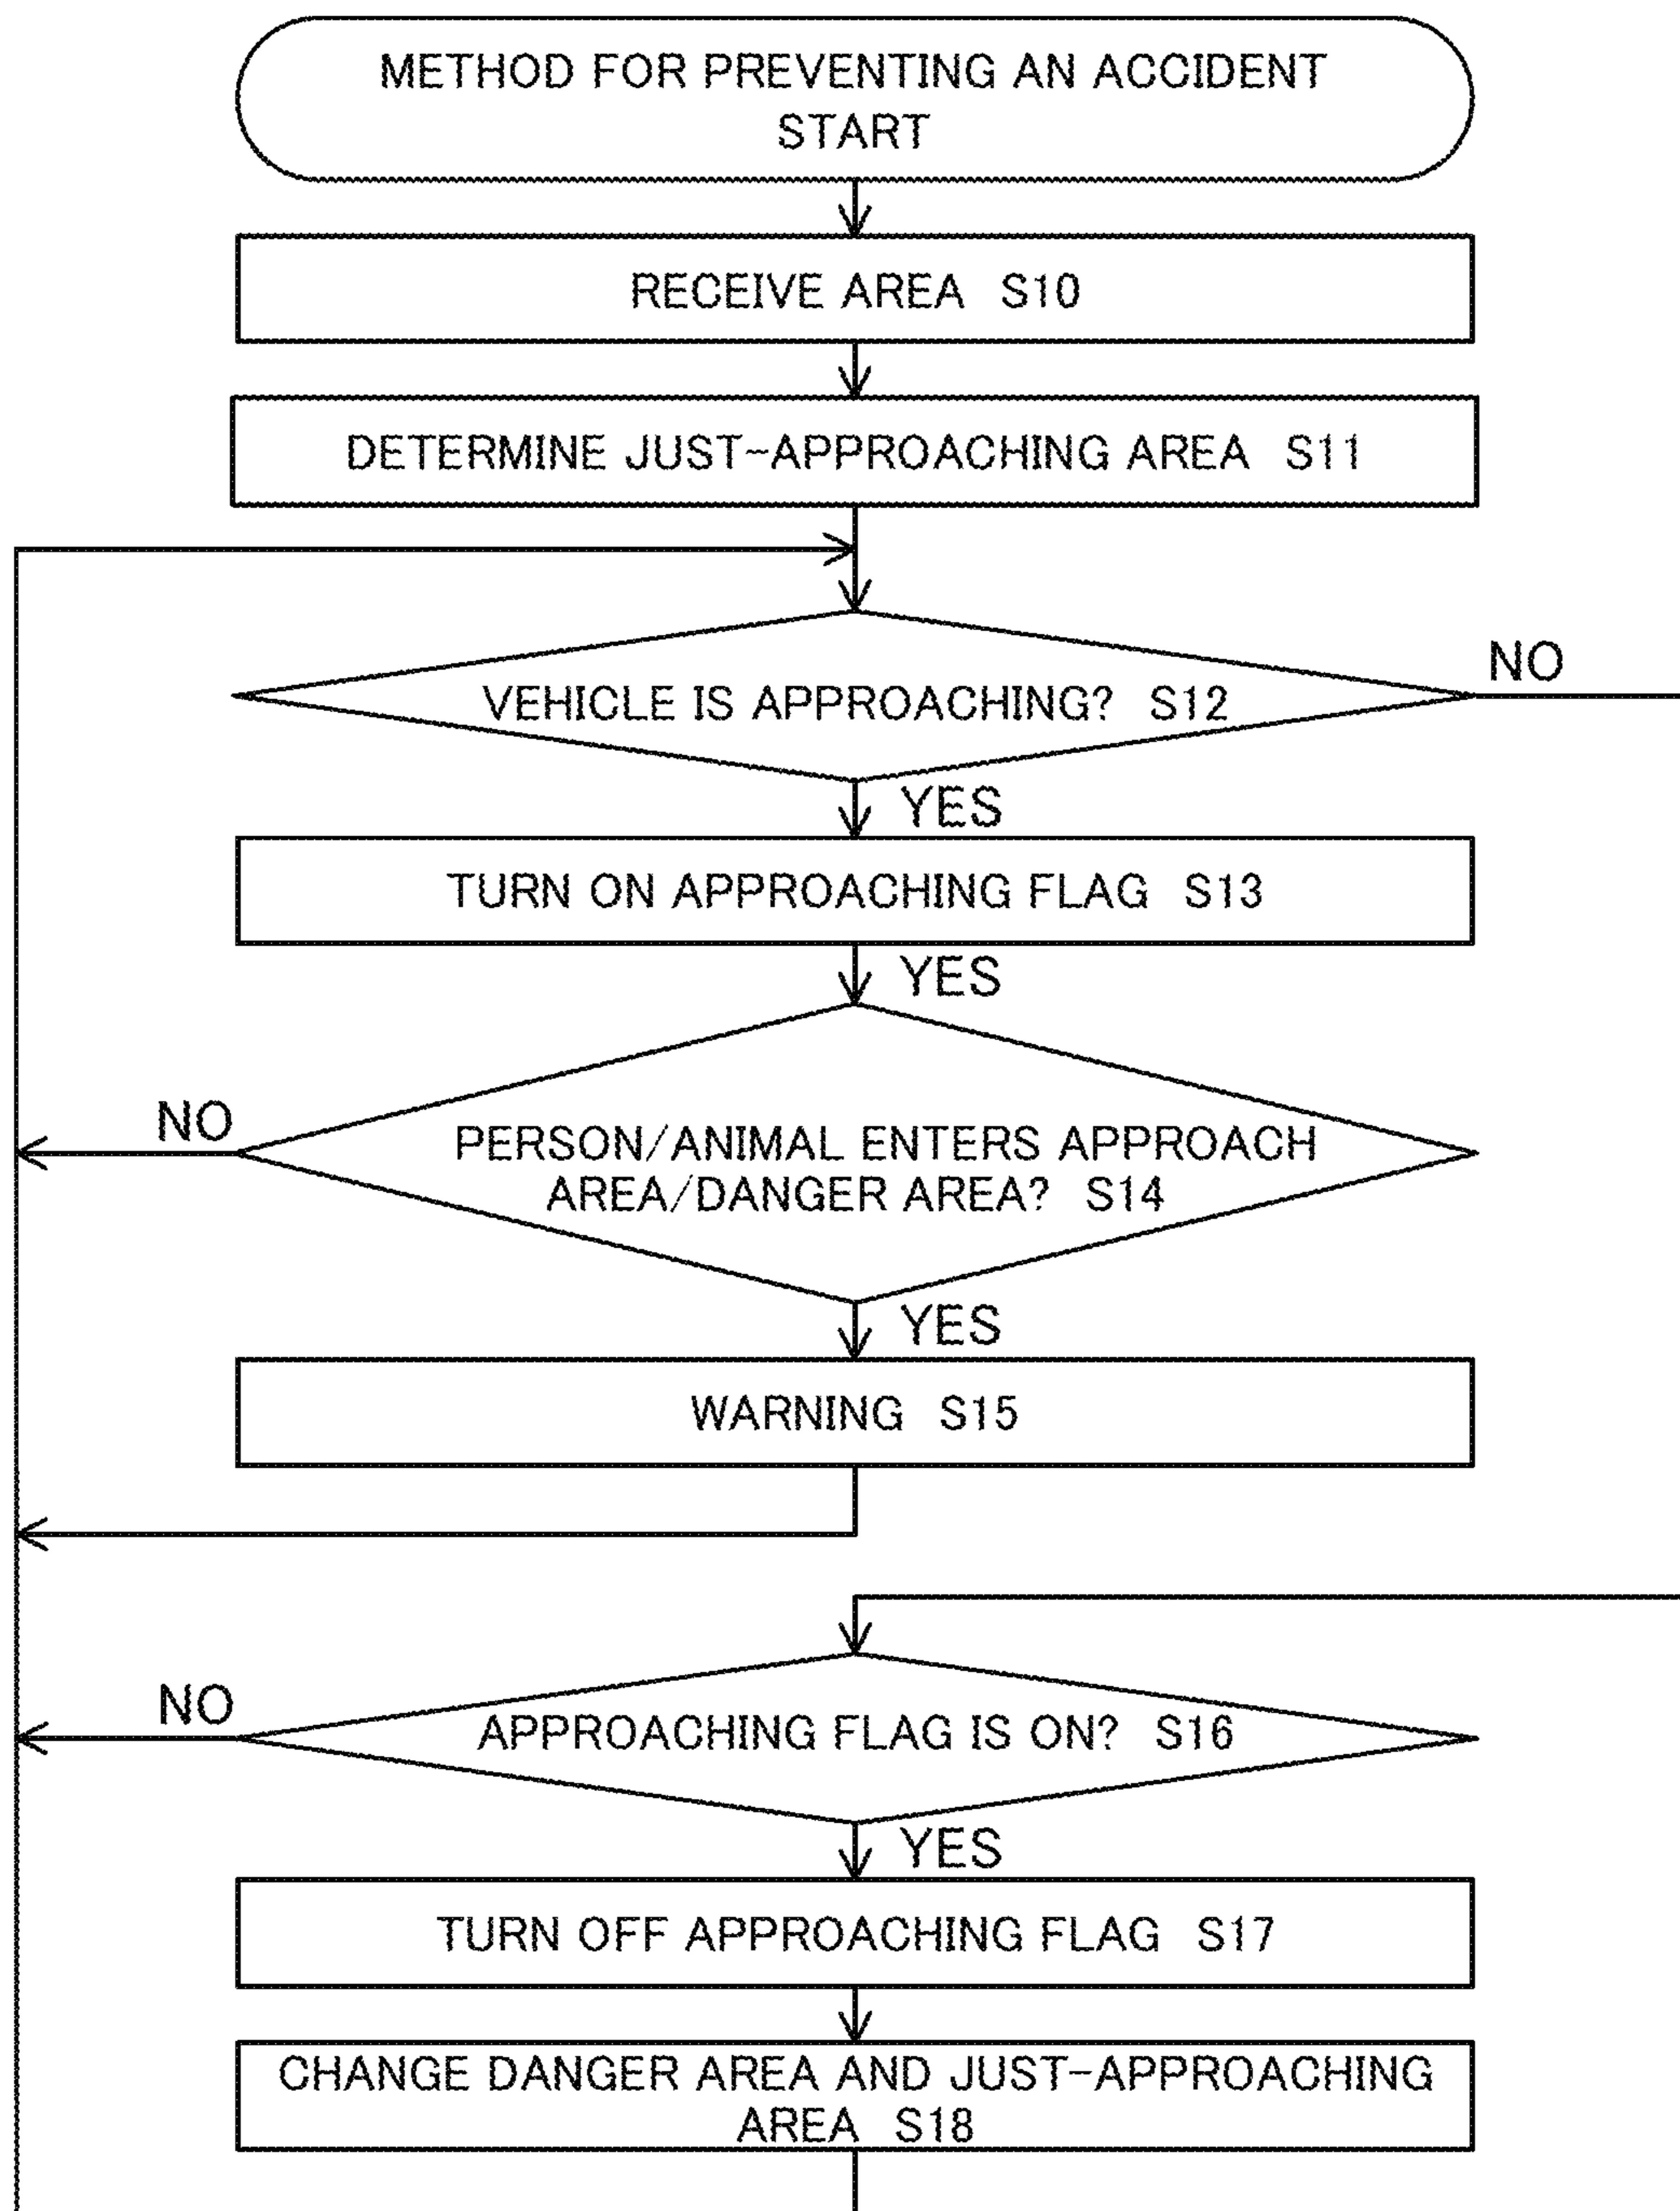 METHOD FOR PREVENTING AN ACCIDENT
START
RECEIVE AREA S10
DETERMINE JUST-APPROACHING AREA S11
NO
VEHICLE IS APPROACHING? S12
YES
TURN ON APPROACHING FLAG S13
YES
NO
PERSON/ANIMAL ENTERS APPROACH
AREA/DANGER AREA? S14
YES
WARNING S15
NO
APPROACHING FLAG IS ON? S16
YES
TURN OFF APPROACHING FLAG S17
CHANGE DANGER AREA AND JUST-APPROACHING
AREA S18